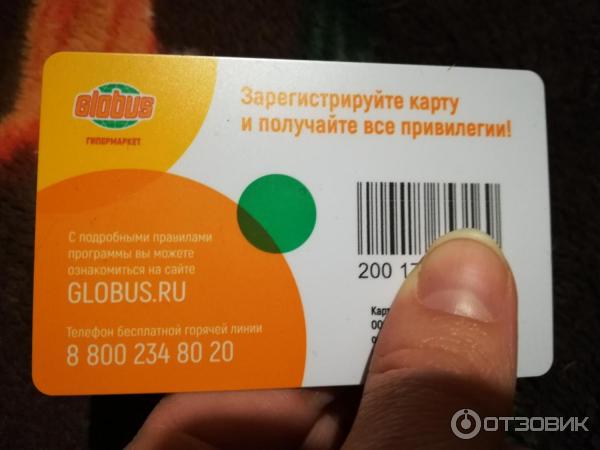 Globus
ГИПЕРМАРКЕТ
Зарегистрируйте карту
и получайте все привилегии!
С подробными правилами
программы вы можете
ознакомиться на сайте
GLOBUS.RU
Телефон бесплатной горячей линии
8 800 234 80 20
200
ОТЗОВИК